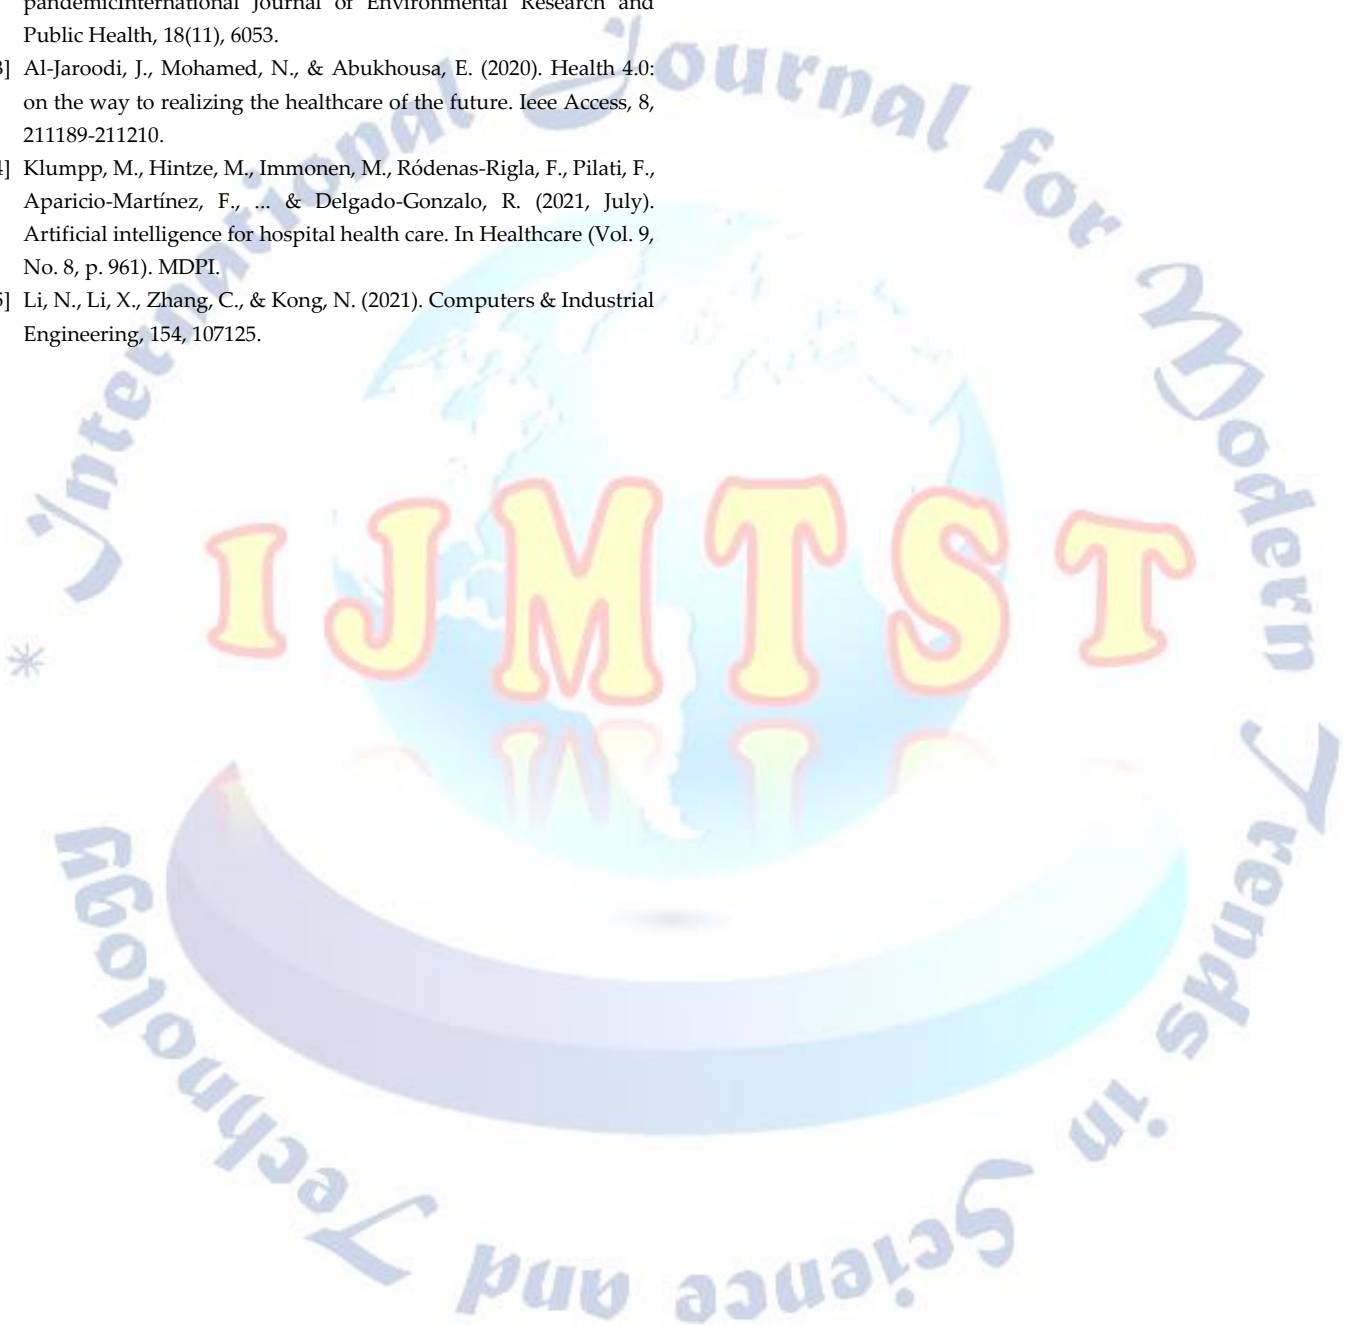 pandemicInternational Journal of Environmental Research and
Public Health, 18(11), 6053.
3] Al-Jaroodi, J., Mohamed, N., & Abukhousa, E. (2020). Health 4.0:
on the way to realizing the healthcare of the future. Ieee Access, 8,
211189-211210.
4] Klumpp, M., Hintze, M., Immonen, M., Ródenas-Rigla, F., Pilati, F.,
Aparicio-Martínez, F., ... & Delgado-Gonzalo, R. (2021, July).
Artificial intelligence for hospital health care. In Healthcare (Vol. 9,
No. 8, p. 961). MDPI.
5] Li, N., Li, X., Zhang, C., & Kong, N. (2021). Computers & Industrial
Engineering, 154, 107125.
International Journal for Modern Trends in Science and Technology
*
IJMTST